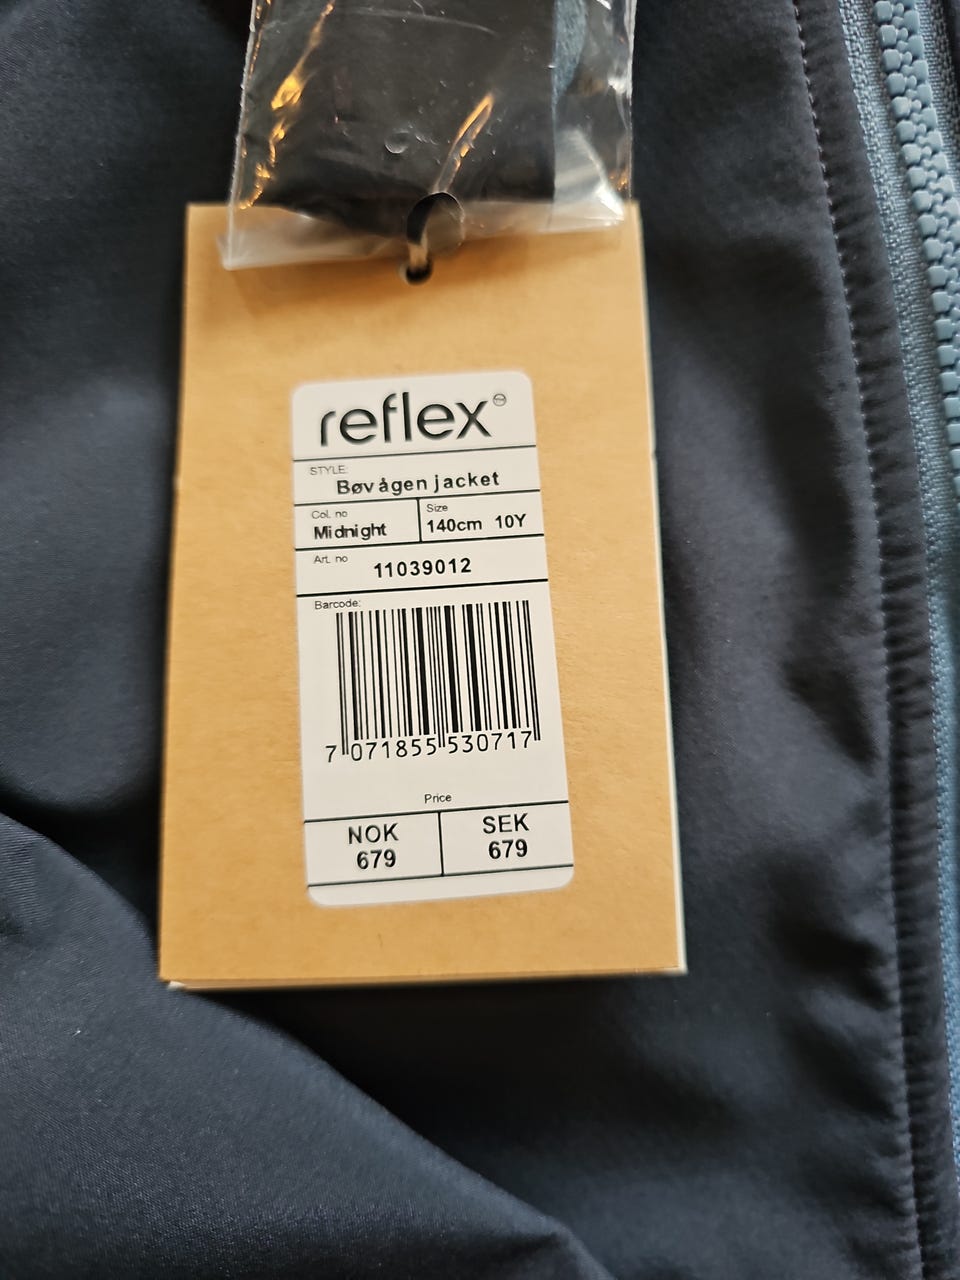 reflex
STYLE:
Bøvågen jacket
Col. no
Midnight
Size
140cm 10Y
Art. no
11039012
Barcode:
7 071855 530717
Price
NOK
679
SEK
679